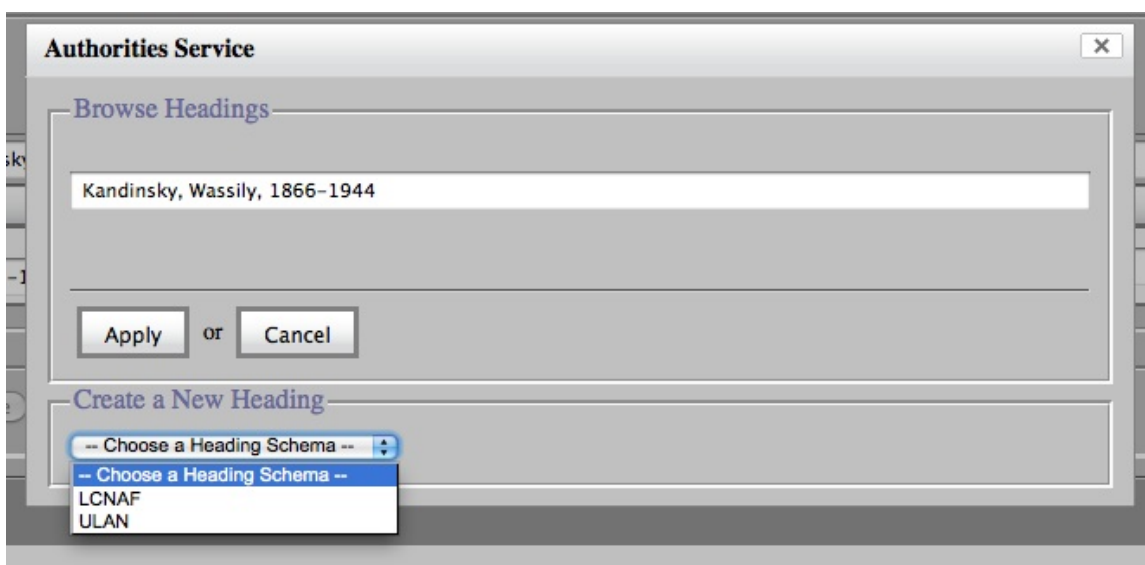 Authorities Service
Browse Headings
Kandinsky, Wassily, 1866–1944
Apply or Cancel
Create a New Heading
-- Choose a Heading Schema --
-- Choose a Heading Schema --
LCNAF
ULAN